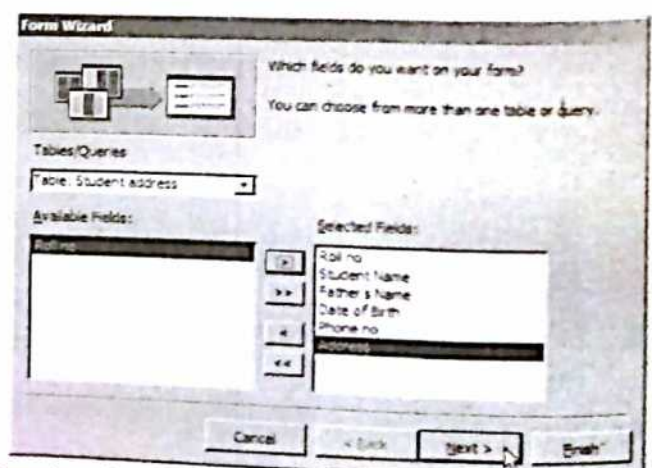 Form Wizard
Which fields do you want on your form?
You can choose from more than one table or query.
Tables/Queries
Table: Student address
Available Fields:
Selected Fields:
Roll no
>
>>
<
<<
Roll no
Student Name
Father's Name
Date of Birth
Phone no
Address
Cancel
< Back
Next >
Finish